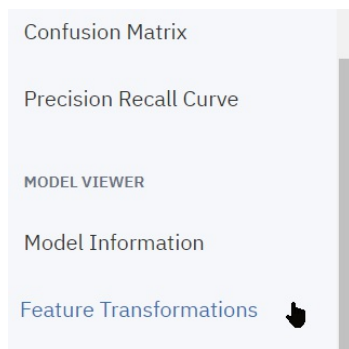 Confusion Matrix
Precision Recall Curve
MODEL VIEWER
Model Information
Feature Transformations